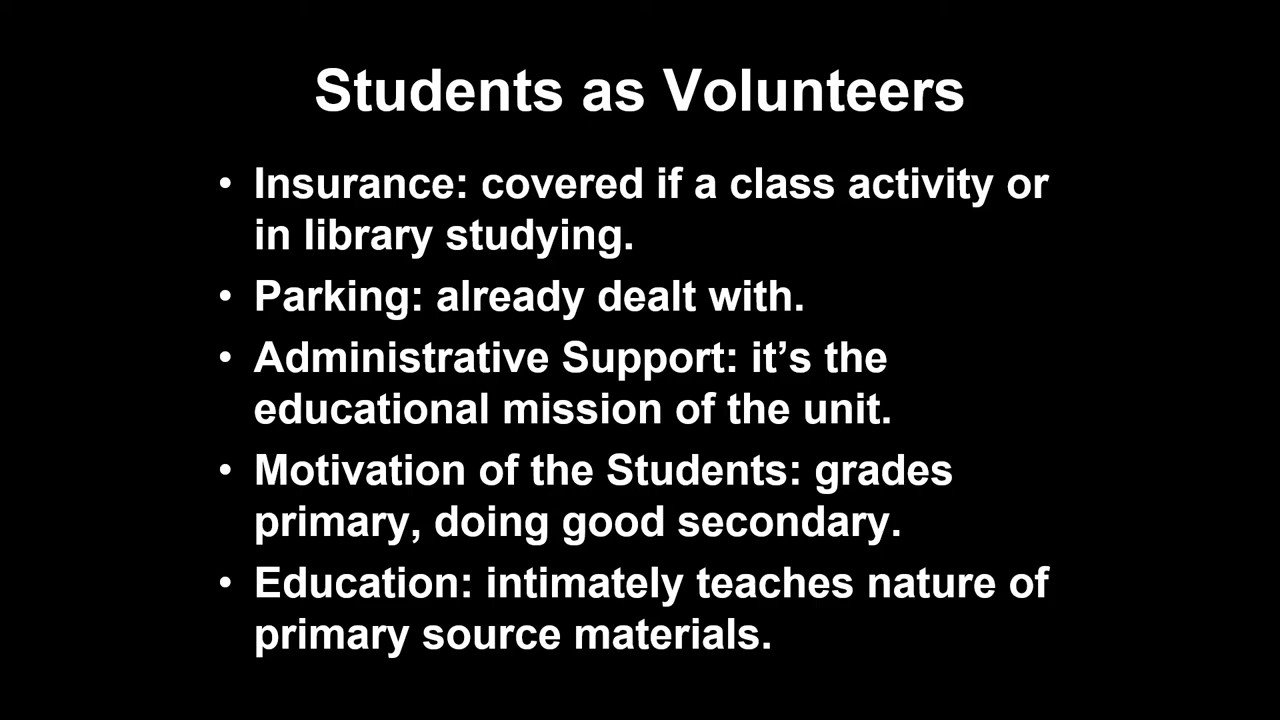 Students as Volunteers
• Insurance: covered if a class activity or
in library studying.
• Parking: already dealt with.
• Administrative Support: it’s the
educational mission of the unit.
• Motivation of the Students: grades
primary, doing good secondary.
• Education: intimately teaches nature of
primary source materials.